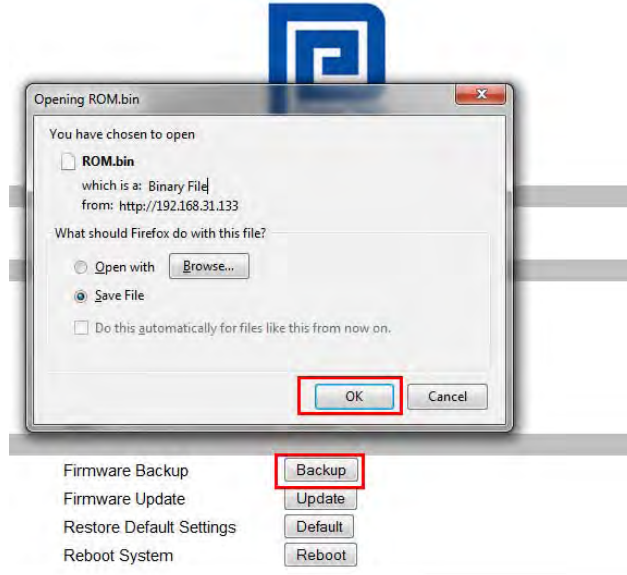 Opening ROM.bin
You have chosen to open
ROM.bin
which is a: Binary File
from: http://192.168.31.133
What should Firefox do with this file?
Open with Browse...
Save File
Do this automatically for files like this from now on.
OK Cancel
Firmware Backup Backup
Firmware Update Update
Restore Default Settings Default
Reboot System Reboot